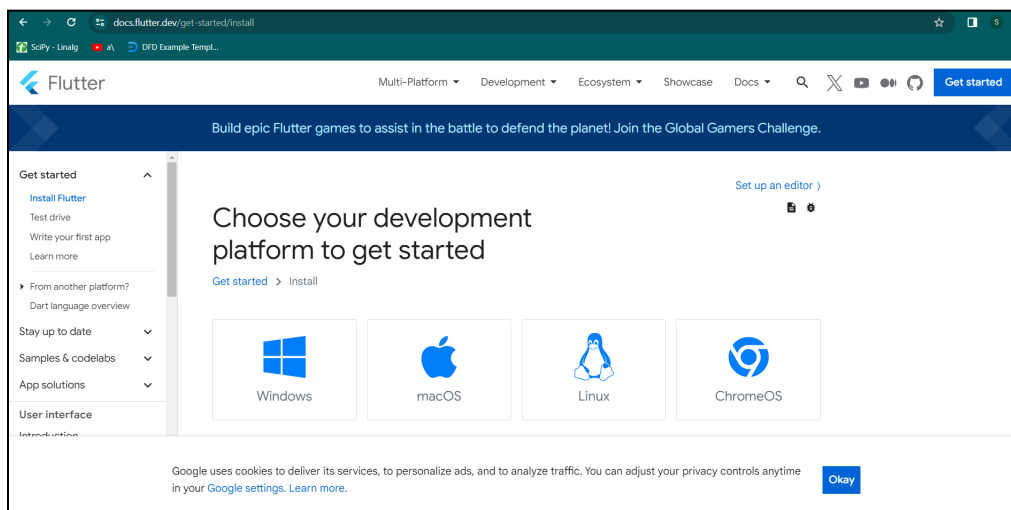 docs.flutter.dev/get-started/install
S
SciPy - Linalg a\ DFD Example Templ...
Flutter Multi-Platform Development Ecosystem Showcase Docs Get started
Build epic Flutter games to assist in the battle to defend the planet! Join the Global Gamers Challenge.
Get started
Install Flutter
Test drive
Write your first app
Learn more
From another platform?
Dart language overview
Stay up to date
Samples & codelabs
App solutions
User interface
Introduction
Set up an editor
Choose your development
platform to get started
Get started > Install
Windows macOS Linux ChromeOS
Google uses cookies to deliver its services, to personalize ads, and to analyze traffic. You can adjust your privacy controls anytime
in your Google settings. Learn more.
Okay